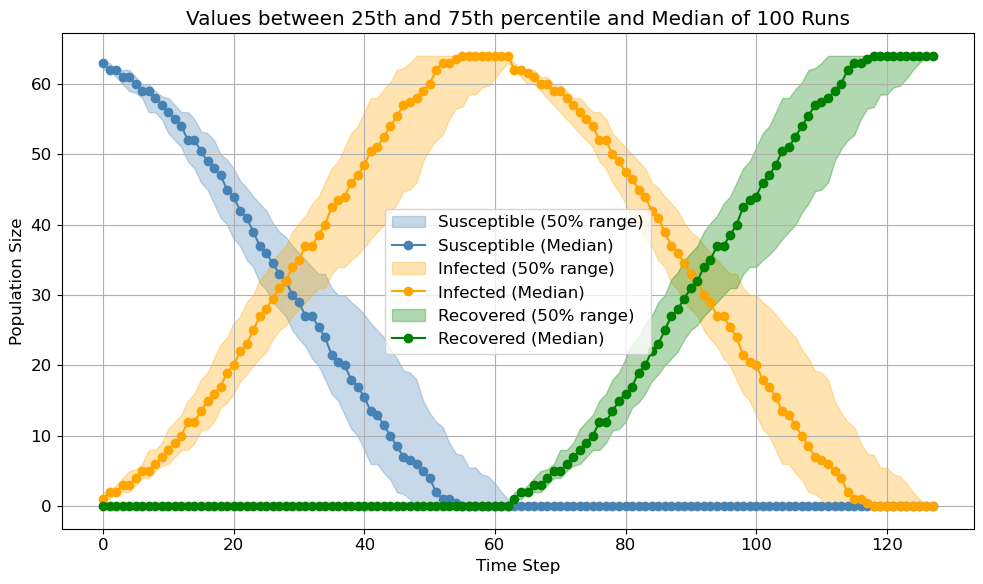 Values between 25th and 75th percentile and Median of 100 Runs
Population Size
60
50
40
30
20
10
0
Susceptible (50% range)
Susceptible (Median)
Infected (50% range)
Infected (Median)
Recovered (50% range)
Recovered (Median)
0 20 40 60 80 100 120
Time Step